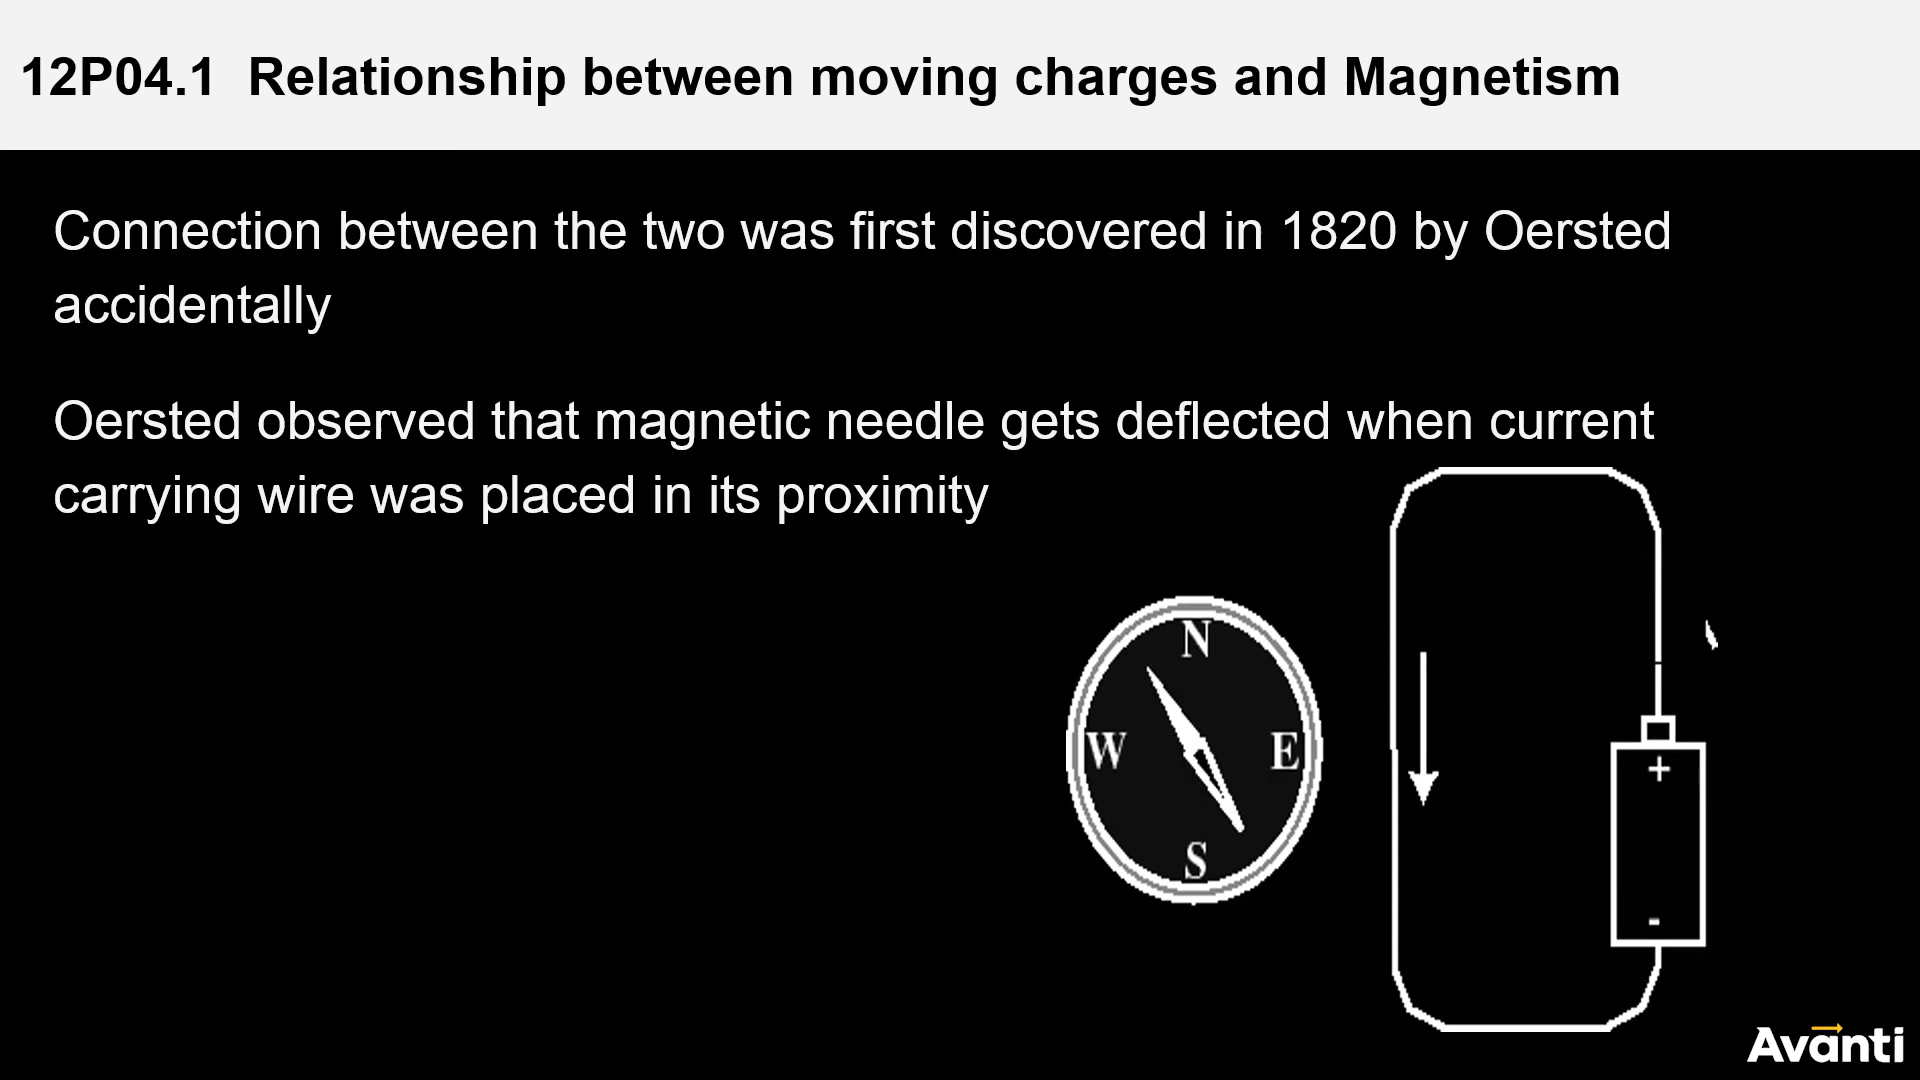 12P04.1 Relationship between moving charges and Magnetism
Connection between the two was first discovered in 1820 by Oersted
accidentally
Oersted observed that magnetic needle gets deflected when current
carrying wire was placed in its proximity
N
W E
S
+
-
Avanti